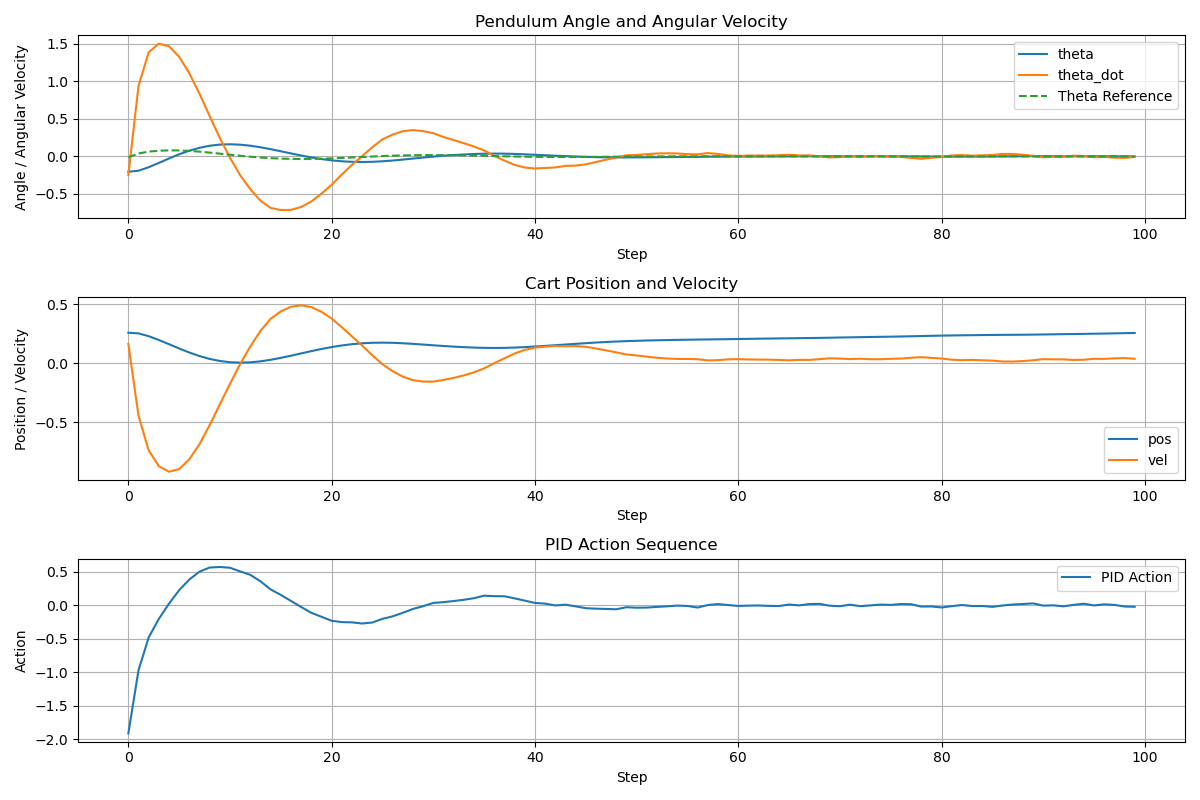 Pendulum Angle and Angular Velocity
Angle / Angular Velocity
1.5
1.0
0.5
0.0
−0.5
theta
theta_dot
Theta Reference
0 20 40 60 80 100
Step
Cart Position and Velocity
Position / Velocity
0.5
0.0
−0.5
pos
vel
0 20 40 60 80 100
Step
PID Action Sequence
Action
0.5
0.0
−0.5
−1.0
−1.5
−2.0
PID Action
0 20 40 60 80 100
Step